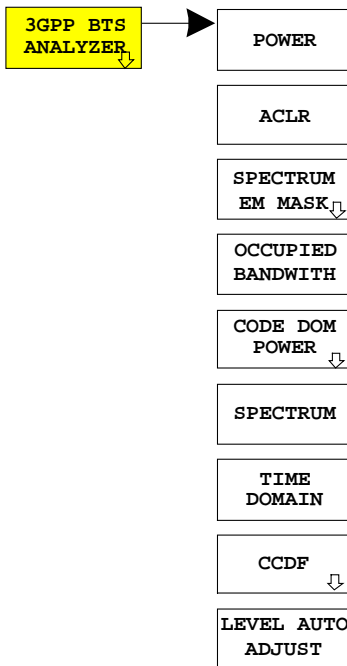 3GPP BTS
ANALYZER
POWER
ACLR
SPECTRUM
EM MASK
OCCUPIED
BANDWITH
CODE DOM
POWER
SPECTRUM
TIME
DOMAIN
CCDF
LEVEL AUTO
ADJUST